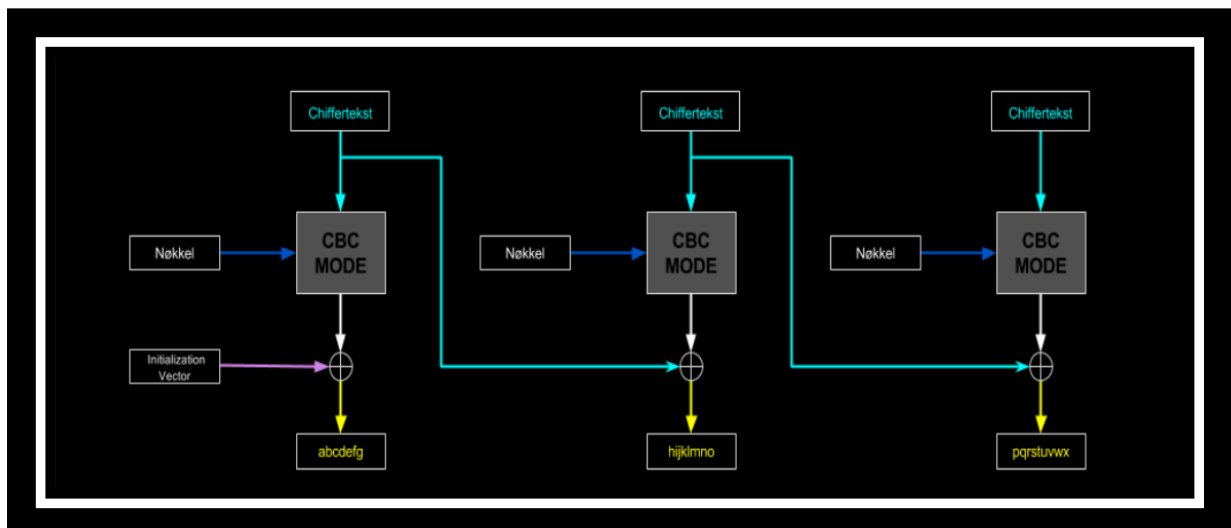 Chiffertekst
Chiffertekst
Chiffertekst
CBC
MODE
CBC
MODE
CBC
MODE
Nøkkel
Nøkkel
Nøkkel
Initialization
Vector
abcdefg
hijklmno
pqrstuvwx